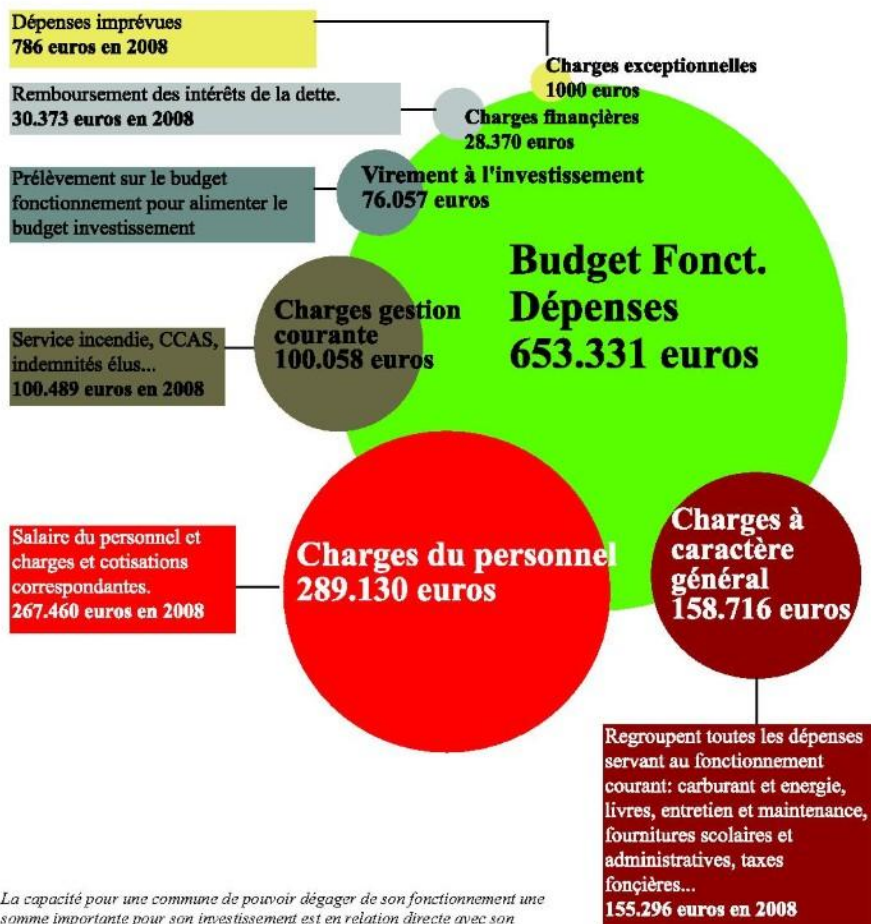 Dépenses imprévues
786 euros en 2008
Charges exceptionnelles
1000 euros
Remboursement des intérêts de la dette.
30.373 euros en 2008
Charges finançières
28.370 euros
Prélèvement sur le budget
fonctionnement pour alimenter le
budget investissement
Virement à l'investissement
76.057 euros
Budget Fonct.
Dépenses
653.331 euros
Charges gestion
courante
100.058 euros
Service incendie, CCAS,
indemnités élus...
100.489 euros en 2008
Salaire du personnel et
charges et cotisations
correspondantes.
267.460 euros en 2008
Charges du personnel
289.130 euros
Charges à
caractère
général
158.716 euros
Regroupent toutes les dépenses
servant au fonctionnement
courant: carburant et energie,
livres, entretien et maintenance,
fournitures scolaires et
administratives, taxes
fonçières...
155.296 euros en 2008
La capacité pour une commune de pouvoir dégager de son fonctionnement une
somme importante pour son investissement est en relation directe avec son